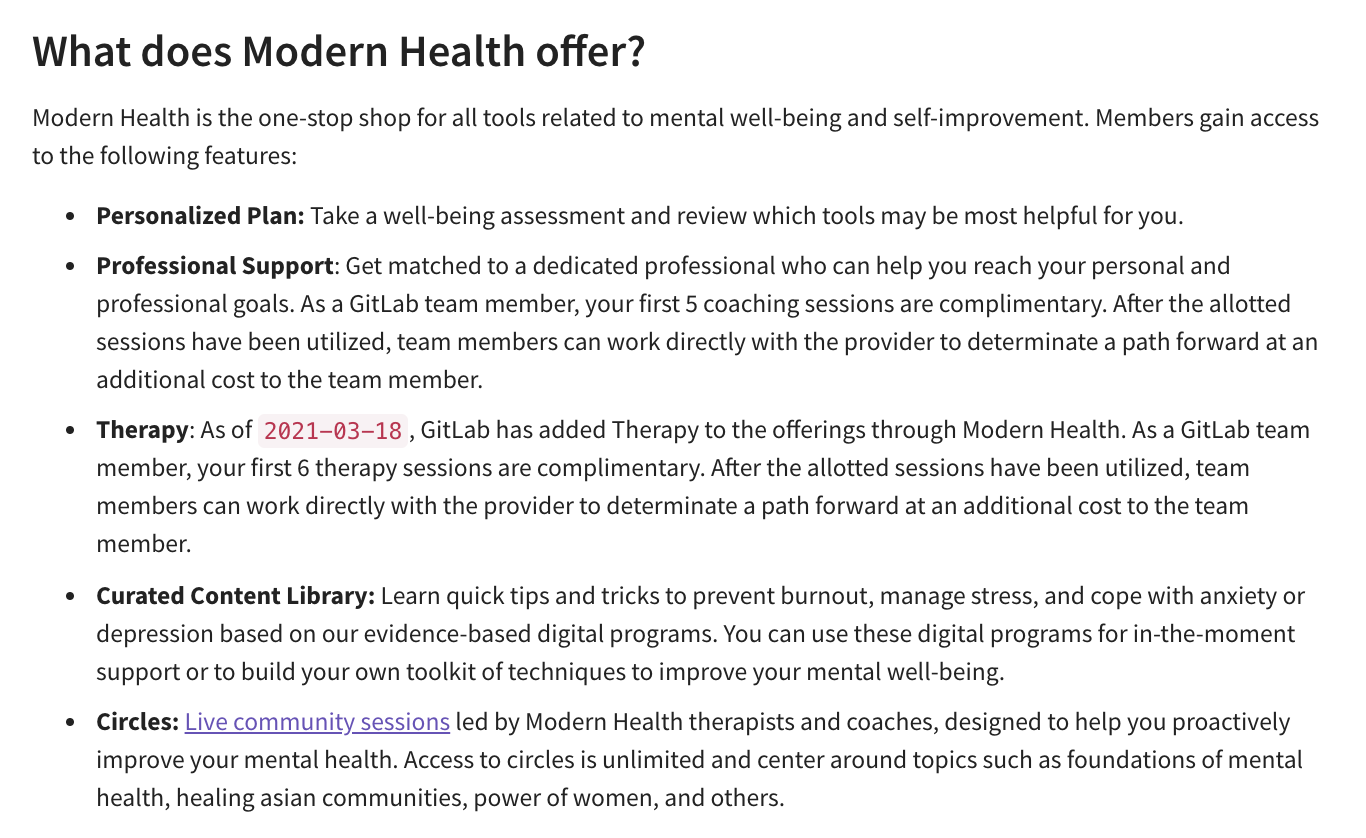 What does Modern Health offer?
Modern Health is the one-stop shop for all tools related to mental well-being and self-improvement. Members gain access
to the following features:
• Personalized Plan: Take a well-being assessment and review which tools may be most helpful for you.
• Professional Support: Get matched to a dedicated professional who can help you reach your personal and
professional goals. As a GitLab team member, your first 5 coaching sessions are complimentary. After the allotted
sessions have been utilized, team members can work directly with the provider to determinate a path forward at an
additional cost to the team member.
• Therapy: As of 2021-03-18, GitLab has added Therapy to the offerings through Modern Health. As a GitLab team
member, your first 6 therapy sessions are complimentary. After the allotted sessions have been utilized, team
members can work directly with the provider to determinate a path forward at an additional cost to the team
member.
• Curated Content Library: Learn quick tips and tricks to prevent burnout, manage stress, and cope with anxiety or
depression based on our evidence-based digital programs. You can use these digital programs for in-the-moment
support or to build your own toolkit of techniques to improve your mental well-being.
• Circles: Live community sessions led by Modern Health therapists and coaches, designed to help you proactively
improve your mental health. Access to circles is unlimited and center around topics such as foundations of mental
health, healing asian communities, power of women, and others.